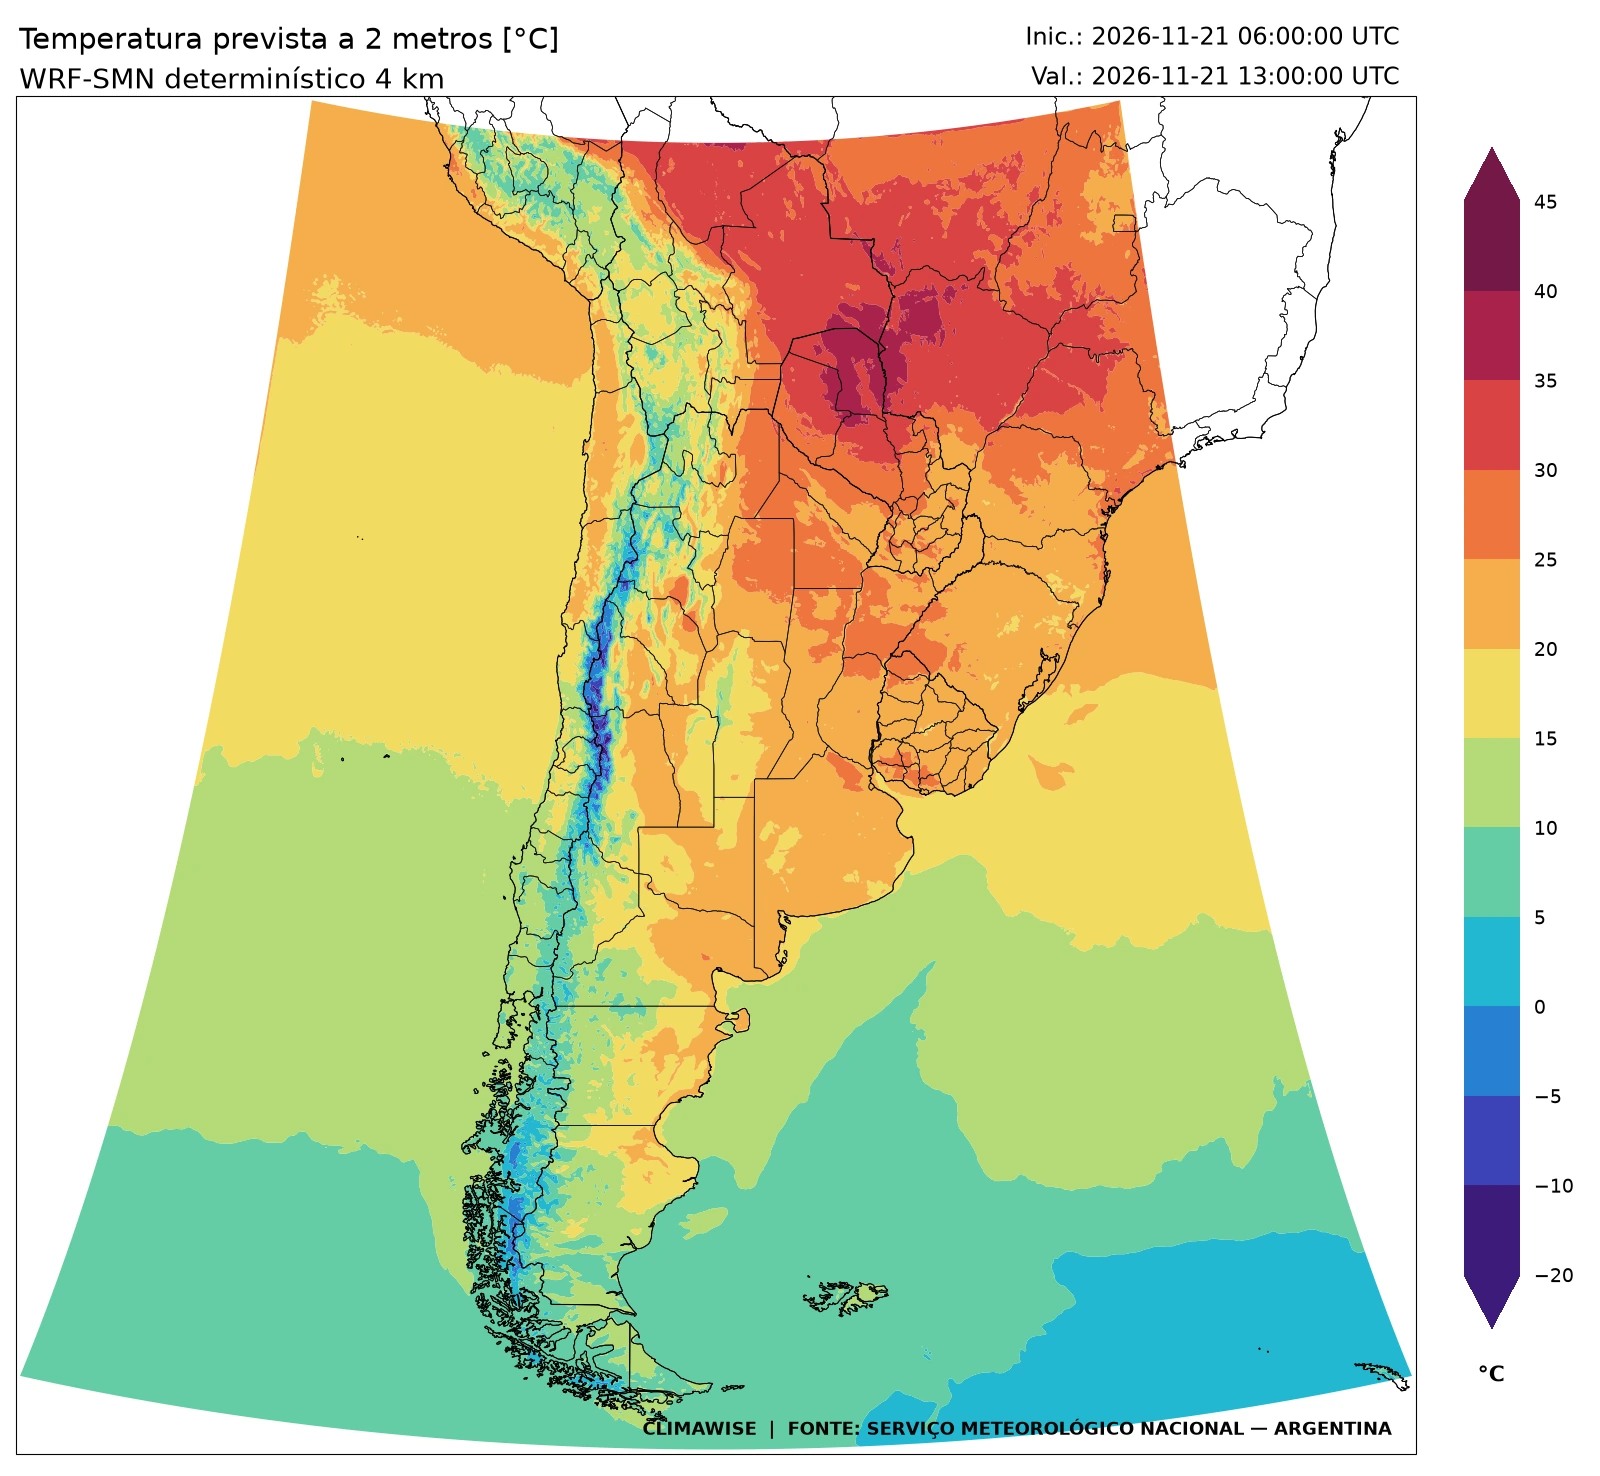 Temperatura prevista a 2 metros [°C]
WRF-SMN determinístico 4 km
Inic.: 2026-11-21 06:00:00 UTC
Val.: 2026-11-21 13:00:00 UTC
45
40
35
30
25
20
15
10
5
0
−5
−10
−20
°C
CLIMAWISE | FONTE: SERVIÇO METEOROLÓGICO NACIONAL — ARGENTINA